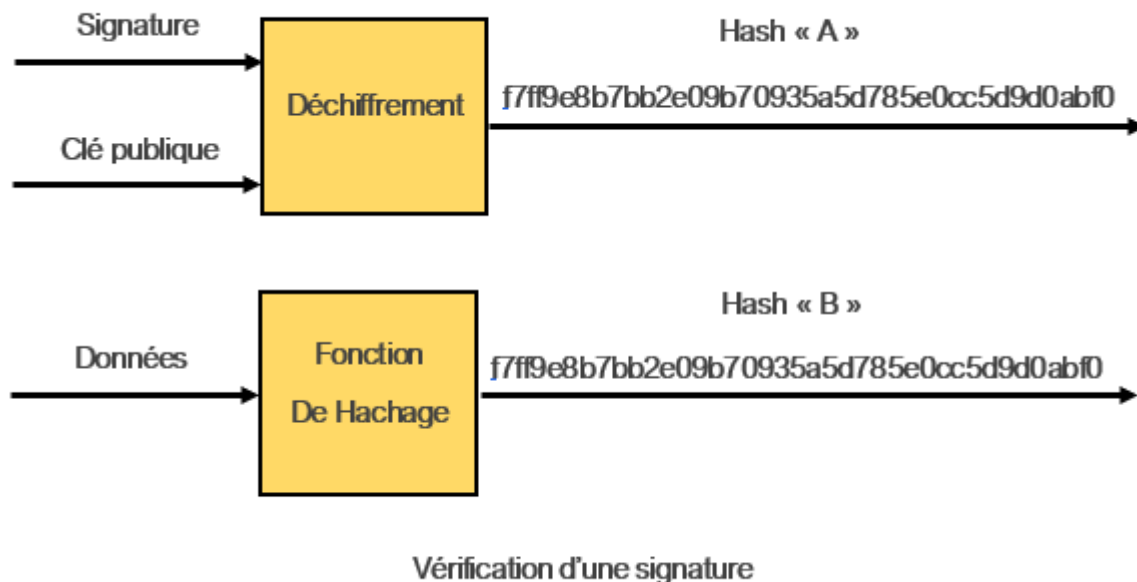 Signature
Hash « A »
Déchiffrement
f7ff9e8b7bb2e09b70935a5d785e0cc5d9d0abf0
Clé publique
Hash « B »
Données
Fonction
De Hachage
f7ff9e8b7bb2e09b70935a5d785e0cc5d9d0abf0
Vérification d'une signature